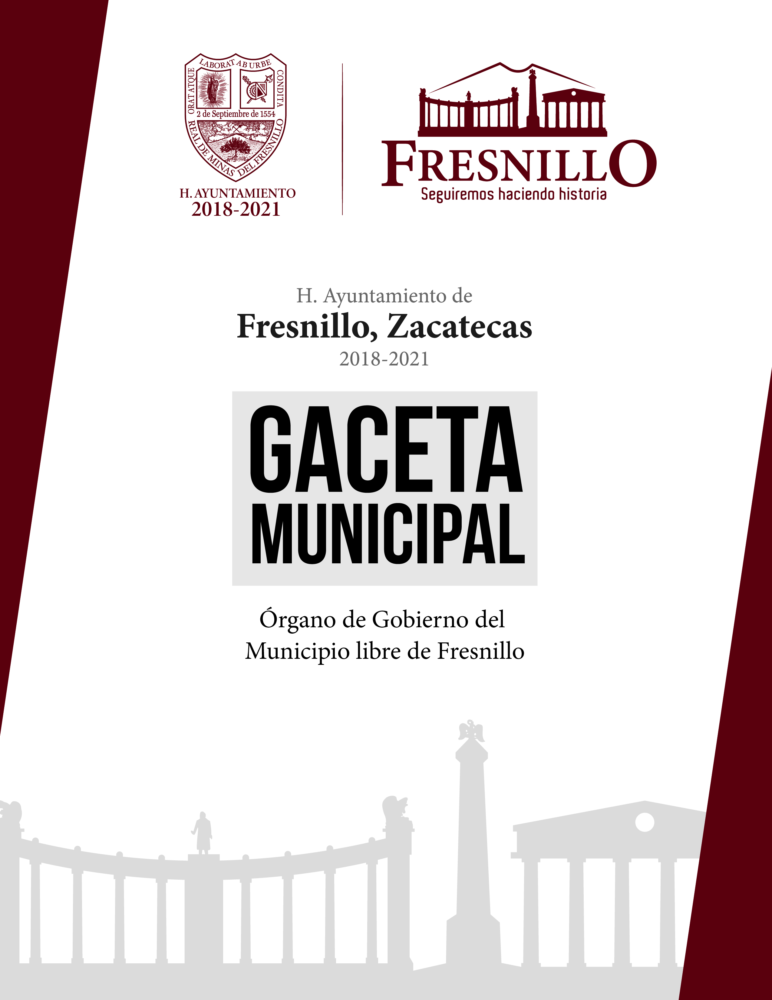 LABORAT AB URBE
ORAT ATQUE
CONDITA
2 de Septiembre de 1554
REAL DE MINAS DEL FRESNILLO
H. AYUNTAMIENTO
2018-2021
FRESNILLO
Seguiremos haciendo historia
H. Ayuntamiento de
Fresnillo, Zacatecas
2018-2021
GACETA
MUNICIPAL
Órgano de Gobierno del
Municipio libre de Fresnillo